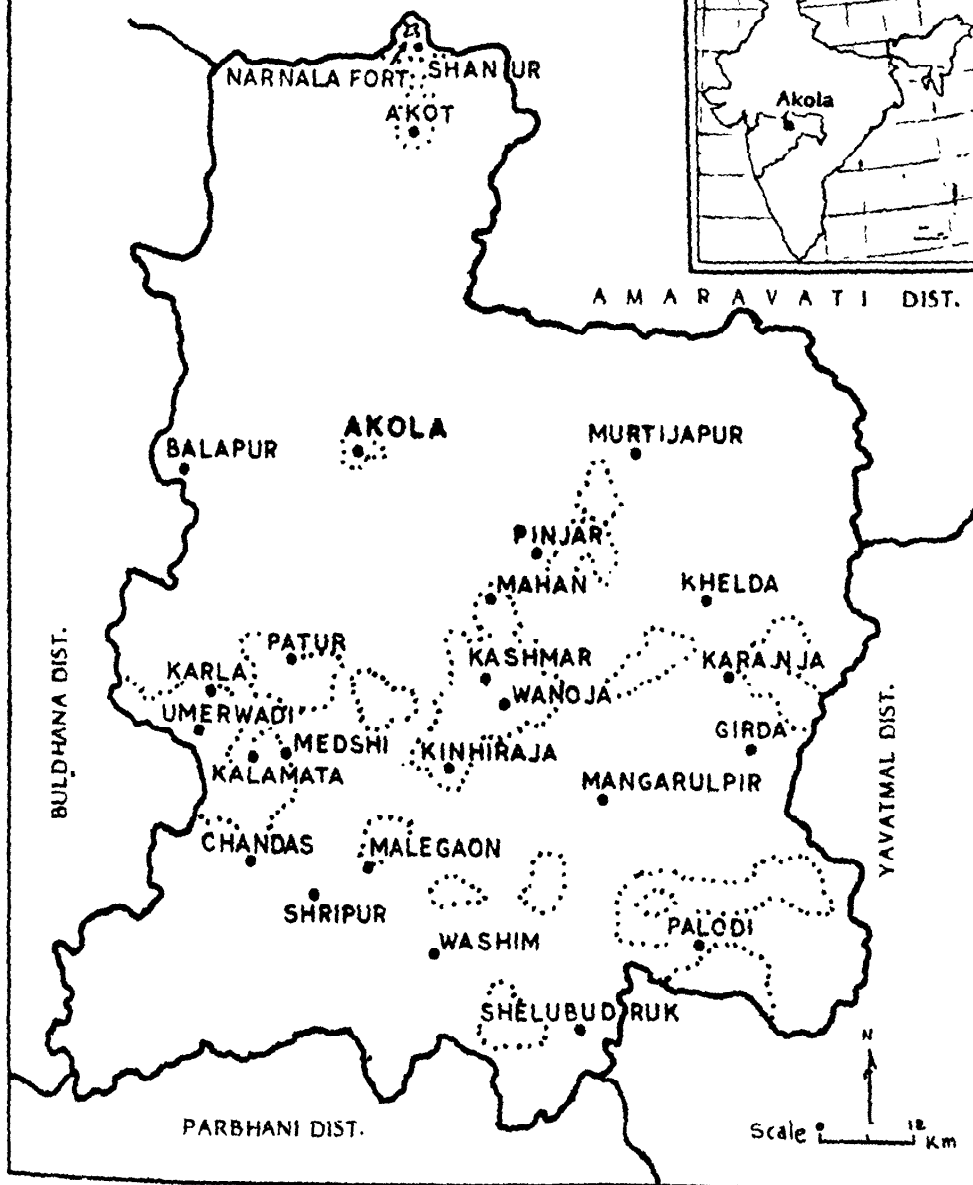 NARNALA FORT
SHANUR
AKOT
Akola
AMARAVATI DIST.
AKOLA
BALAPUR
MURTIJAPUR
PINJAR
MAHAN
KHELDA
PATUR
KASHMAR
KARANJA
KARLA
WANOJA
UMERWADI
GIRDA
MEDSHI
KINHIRAJA
KALAMATA
MANGARULPIR
BULDHANA DIST.
YAVATMAL DIST.
CHANDAS
MALEGAON
SHRIPUR
PALODI
WASHIM
SHELUBUDRUK
N
PARBHANI DIST.
Scale 12
Km